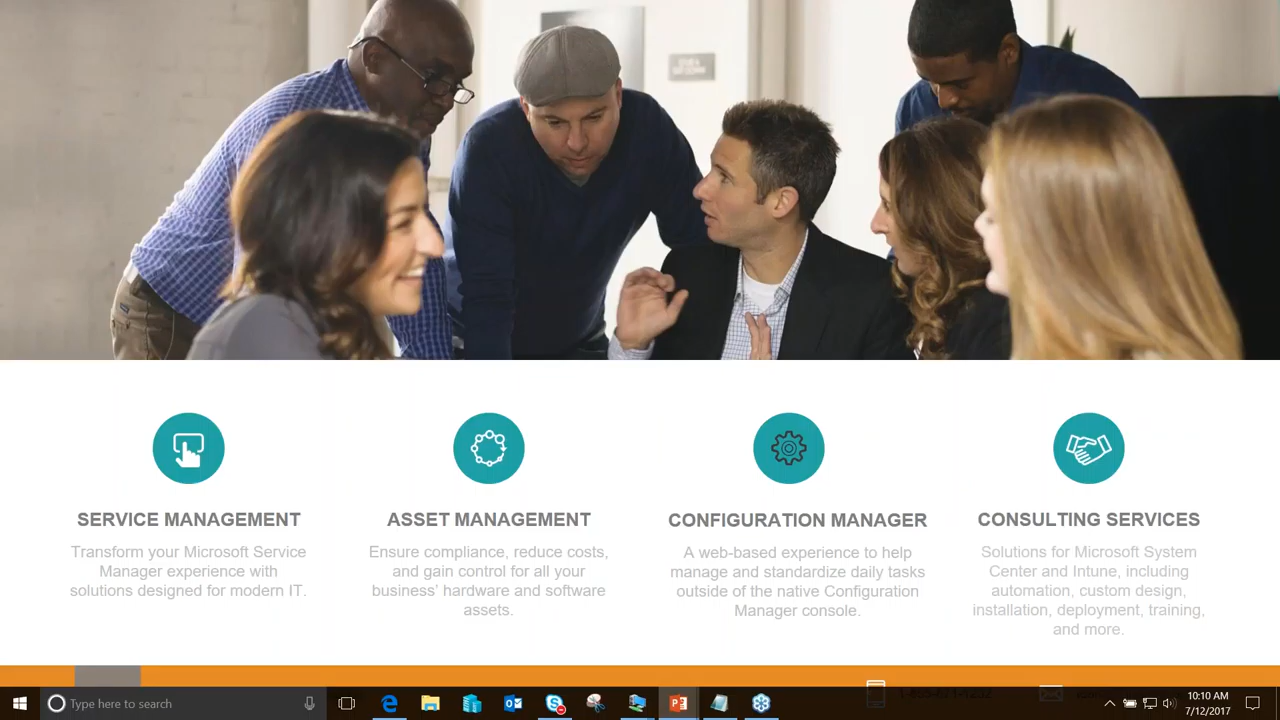 SERVICE MANAGEMENT
Transform your Microsoft Service
Manager experience with
solutions designed for modern IT.
ASSET MANAGEMENT
Ensure compliance, reduce costs,
and gain control for all your
business’ hardware and software
assets.
CONFIGURATION MANAGER
A web-based experience to help
manage and standardize daily tasks
outside of the native Configuration
Manager console.
CONSULTING SERVICES
Solutions for Microsoft System
Center and Intune, including
automation, custom design,
installation, deployment, training,
and more.
Type here to search
10:10 AM
7/12/2017